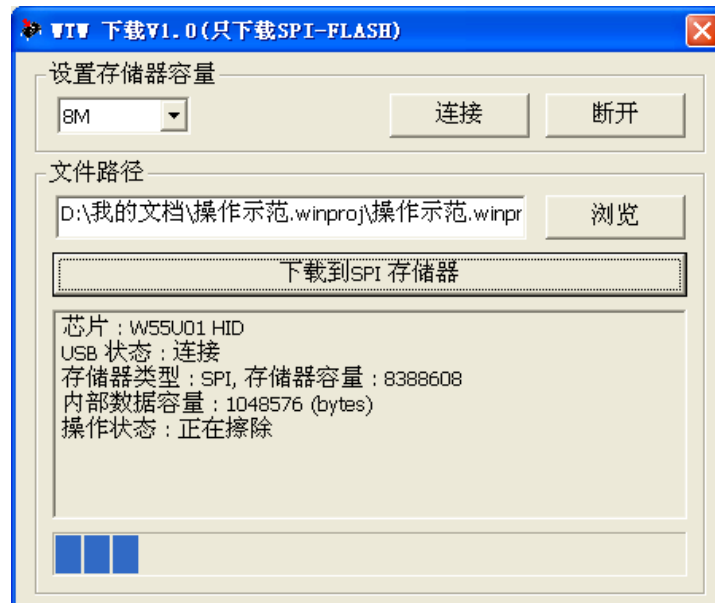 WTW 下载V1.0(只下载SPI-FLASH)
设置存储器容量
8M 连接 断开
文件路径
D:\我的文档\操作示范.winproj\操作示范.winpr 浏览
下载到SPI 存储器
芯片：W55U01 HID
USB 状态：连接
存储器类型：SPI, 存储器容量：8388608
内部数据容量：1048576 (bytes)
操作状态：正在擦除